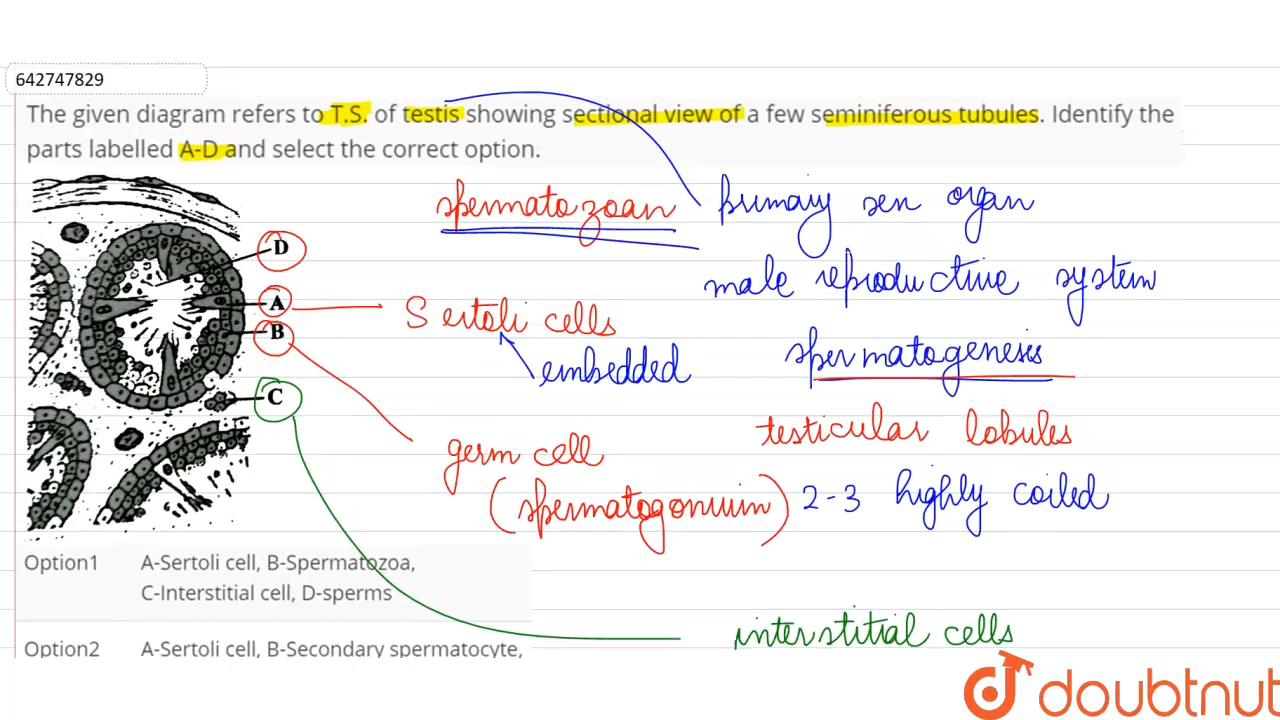 642747829
The given diagram refers to T.S. of testis showing sectional view of a few seminiferous tubules. Identify the
parts labelled A-D and select the correct option.
spermatozoan
primary sen organ
male reproductive system
D
A
Sertoli cells
B
embedded
spermatogenesis
C
germ cell
testicular lobules
(spermatogonium)
2-3 highly coiled
Option1 A-Sertoli cell, B-Spermatozoa,
C-Interstitial cell, D-sperms
interstitial cells
Option2 A-Sertoli cell, B-Secondary spermatocyte,
doubtnut